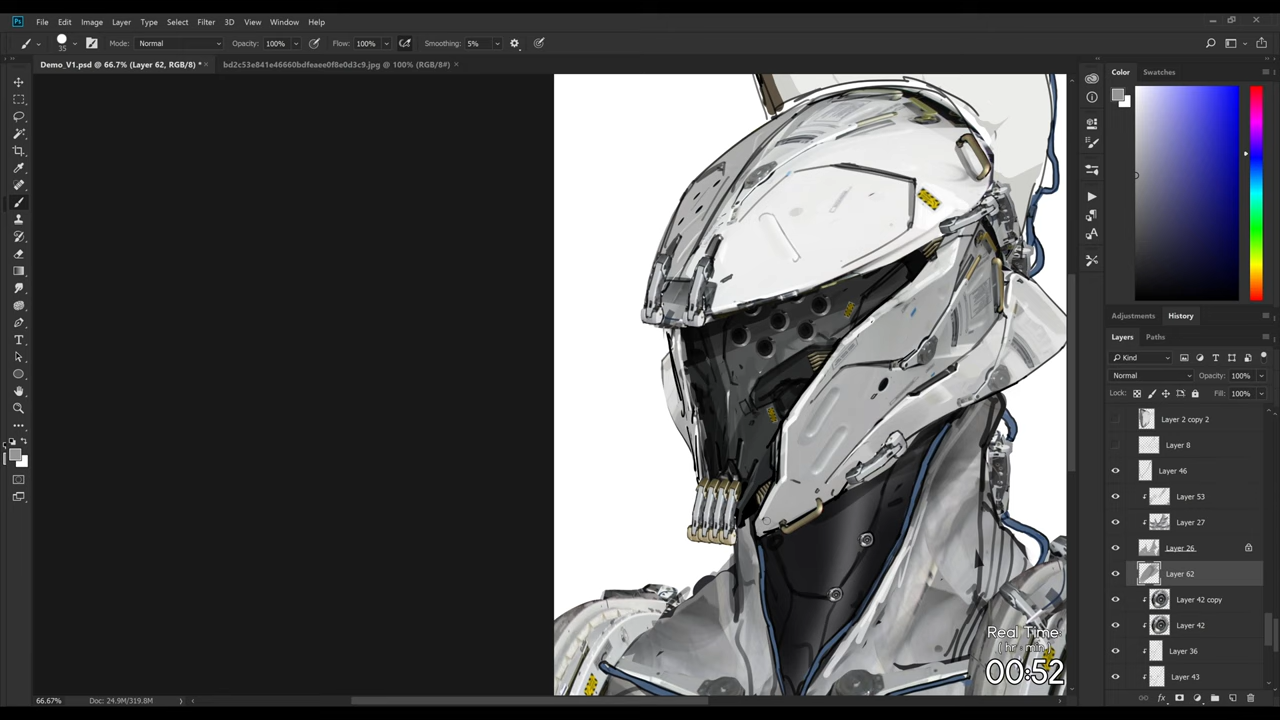 Ps File Edit Image Layer Type Select Filter 3D View Window Help
35 Mode: Normal Opacity: 100% Flow: 100% Smoothing: 5%
Demo_V1.psd @ 66.7% (Layer 62, RGB/8) * × bd2c53e841e46660bdfeaee0f8e0d3c9.jpg @ 100% (RGB/8#) ×
Color Swatches
Adjustments History
Layers Paths
Kind
Normal Opacity: 100%
Lock: Fill: 100%
Layer 2 copy 2
Layer 8
Layer 46
Layer 53
Layer 27
Layer 26
Layer 62
Layer 42 copy
Layer 42
Layer 36
Layer 43
Real Time
( hr · min.)
00:52
66.67% Doc: 24.9M/319.8M